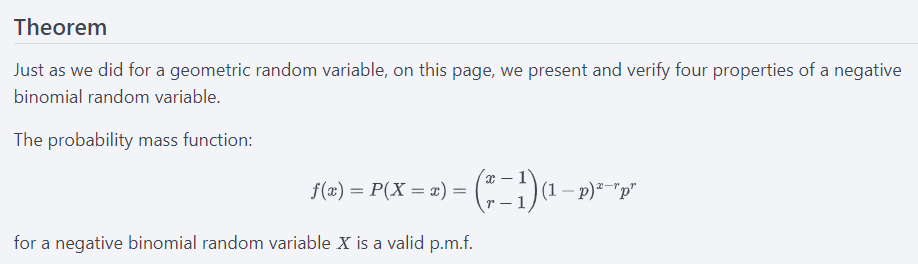 Theorem
Just as we did for a geometric random variable, on this page, we present and verify four properties of a negative
binomial random variable.
The probability mass function:
f(x) = P(X = x) = \binom{x-1}{r-1}(1 - p)^{x-r}p^r
for a negative binomial random variable X is a valid p.m.f.